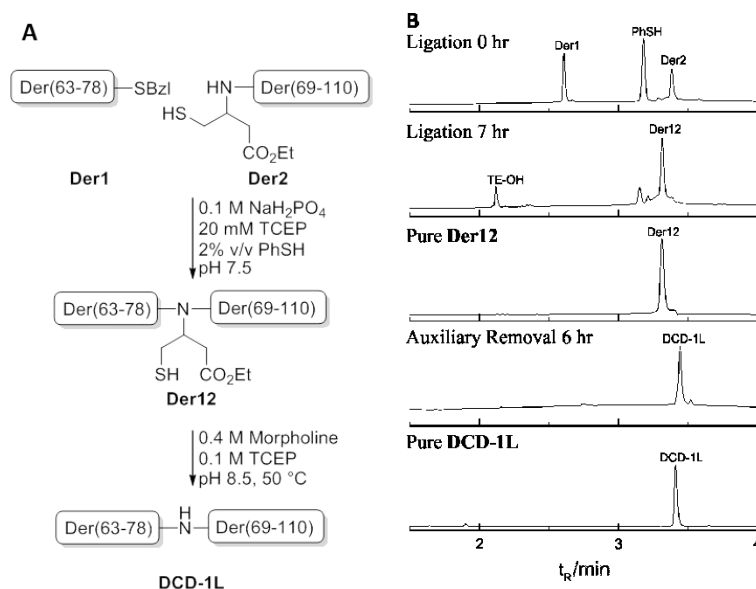 A
Der(63-78)
SBzl
HN
Der(69-110)
HS
CO₂Et
Der1
Der2
0.1 M NaH₂PO₄
20 mM TCEP
2% v/v PhSH
pH 7.5
Der(63-78)
N
Der(69-110)
SH
CO₂Et
Der12
0.4 M Morpholine
0.1 M TCEP
pH 8.5, 50 °C
Der(63-78)
H
N
Der(69-110)
DCD-1L
B
Ligation 0 hr
Der1
PhSH
Der2
Ligation 7 hr
TE-OH
Der12
Pure Der12
Der12
Auxiliary Removal 6 hr
DCD-1L
Pure DCD-1L
DCD-1L
2
3
4
tR/min